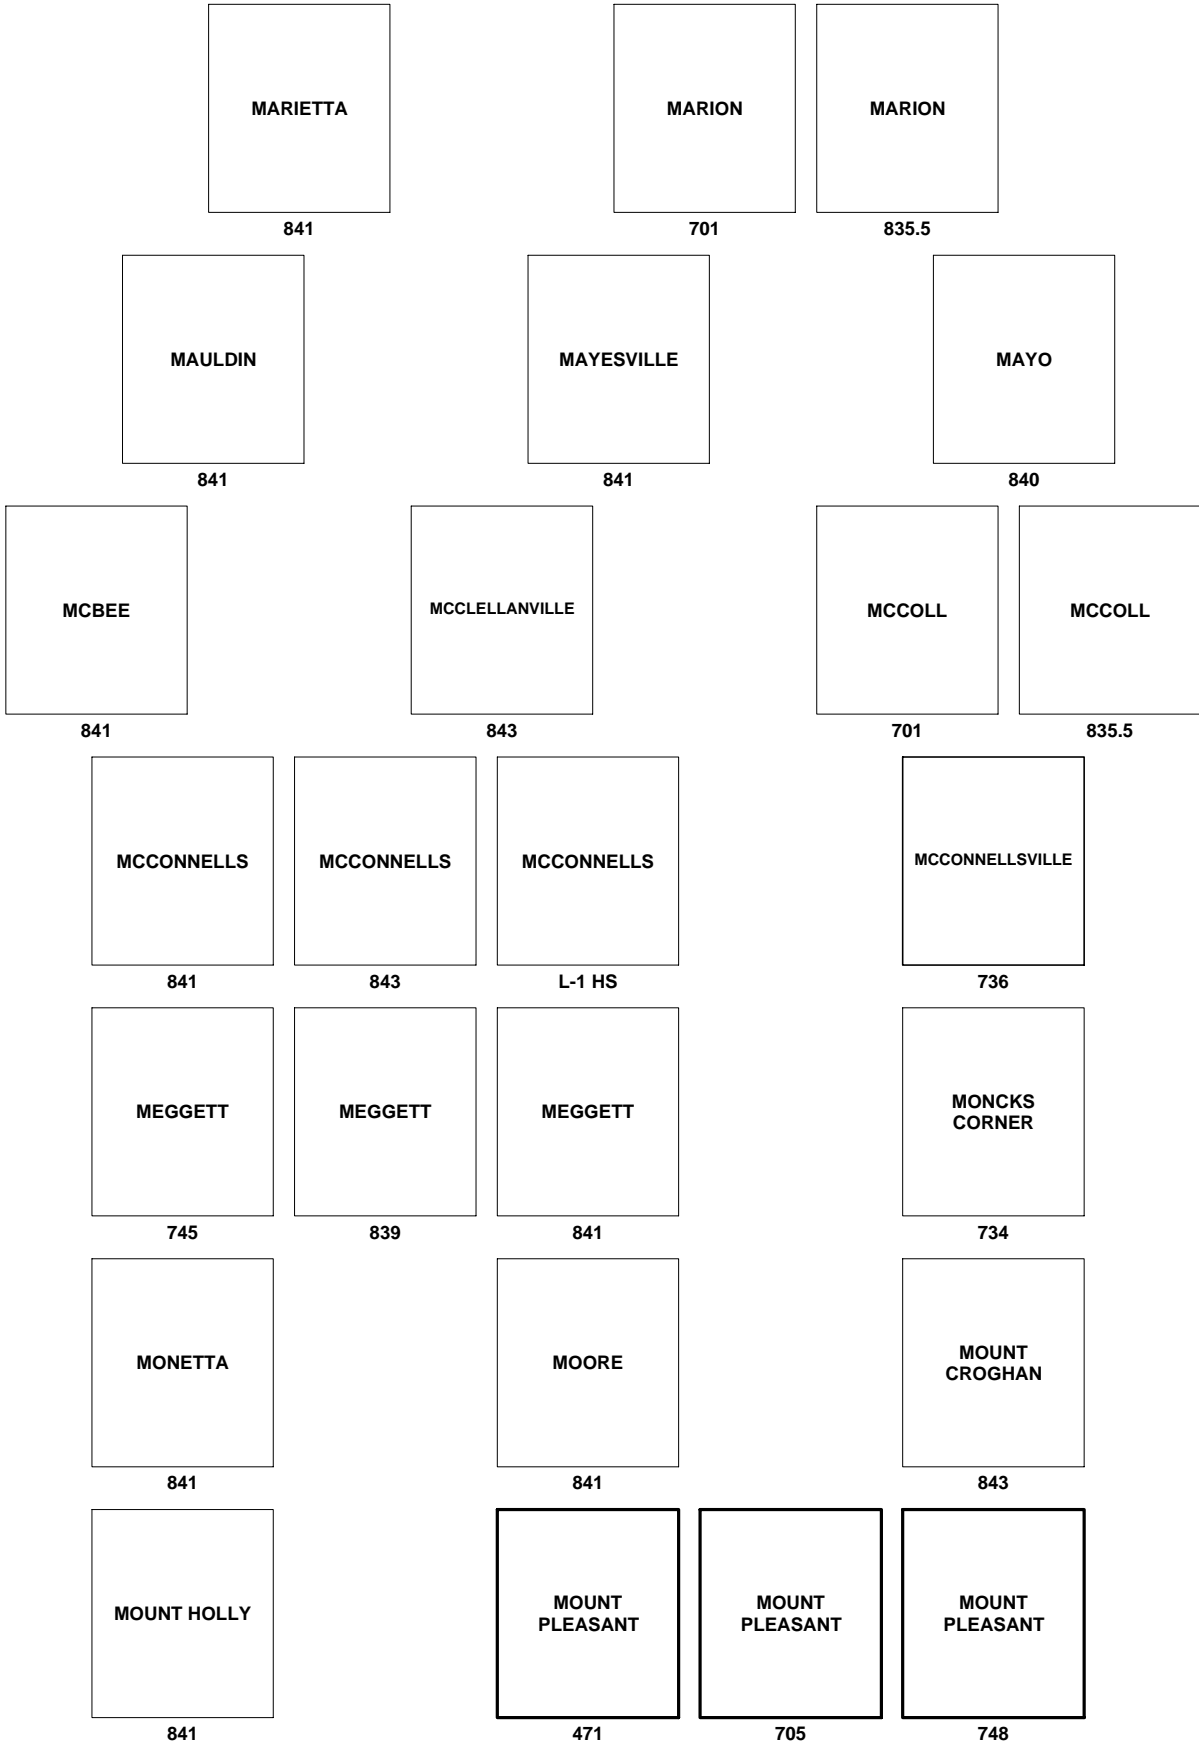 MARIETTA
MARION
MARION
841
701
835.5
MAULDIN
MAYESVILLE
MAYO
841
841
840
MCBEE
MCCLELLANVILLE
MCCOLL
MCCOLL
841
843
701
835.5
MCCONNELLS
MCCONNELLS
MCCONNELLS
MCCONNELLSVILLE
841
843
L-1 HS
736
MEGGETT
MEGGETT
MEGGETT
MONCKS
CORNER
745
839
841
734
MONETTA
MOORE
MOUNT
CROGHAN
841
841
843
MOUNT HOLLY
MOUNT
PLEASANT
MOUNT
PLEASANT
MOUNT
PLEASANT
841
471
705
748